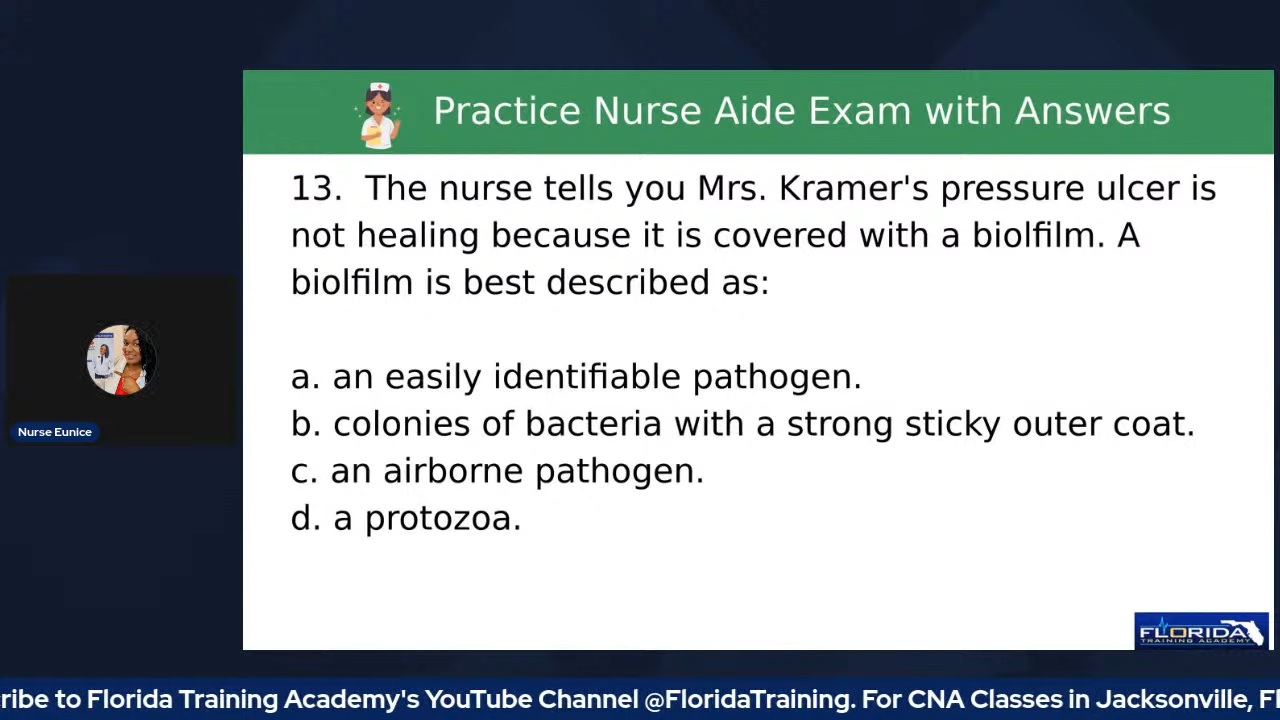 Practice Nurse Aide Exam with Answers
13. The nurse tells you Mrs. Kramer's pressure ulcer is
not healing because it is covered with a biolfilm. A
biolfilm is best described as:
a. an easily identifiable pathogen.
b. colonies of bacteria with a strong sticky outer coat.
c. an airborne pathogen.
d. a protozoa.
Nurse Eunice
FLORIDA
TRAINING ACADEMY
ribe to Florida Training Academy's YouTube Channel @FloridaTraining. For CNA Classes in Jacksonville, F